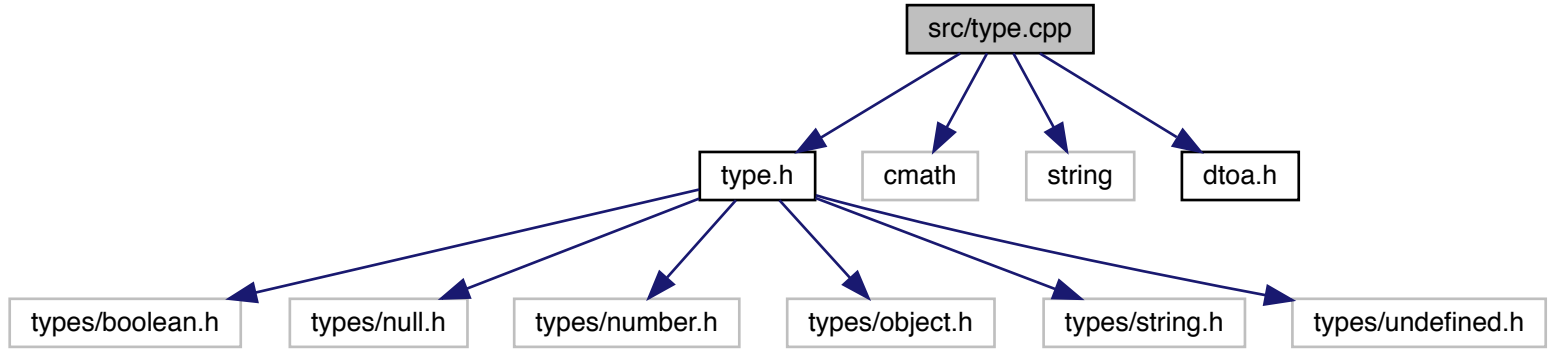 src/type.cpp
type.h
cmath
string
dtoa.h
types/boolean.h
types/null.h
types/number.h
types/object.h
types/string.h
types/undefined.h